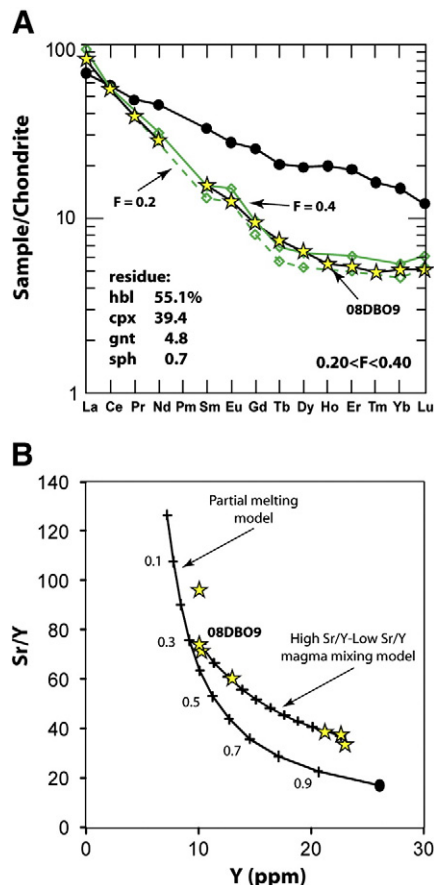 A
100
10
1
Sample/Chondrite
F = 0.2
F = 0.4
08DBO9
residue:
hbl 55.1%
cpx 39.4
gnt 4.8
sph 0.7
0.20<F<0.40
La Ce Pr Nd Pm Sm Eu Gd Tb Dy Ho Er Tm Yb Lu
B
140
120
100
80
60
40
20
0
Sr/Y
Partial melting
model
0.1
08DBO9
0.3
High Sr/Y-Low Sr/Y
magma mixing model
0.5
0.7
0.9
0 10 20 30
Y (ppm)